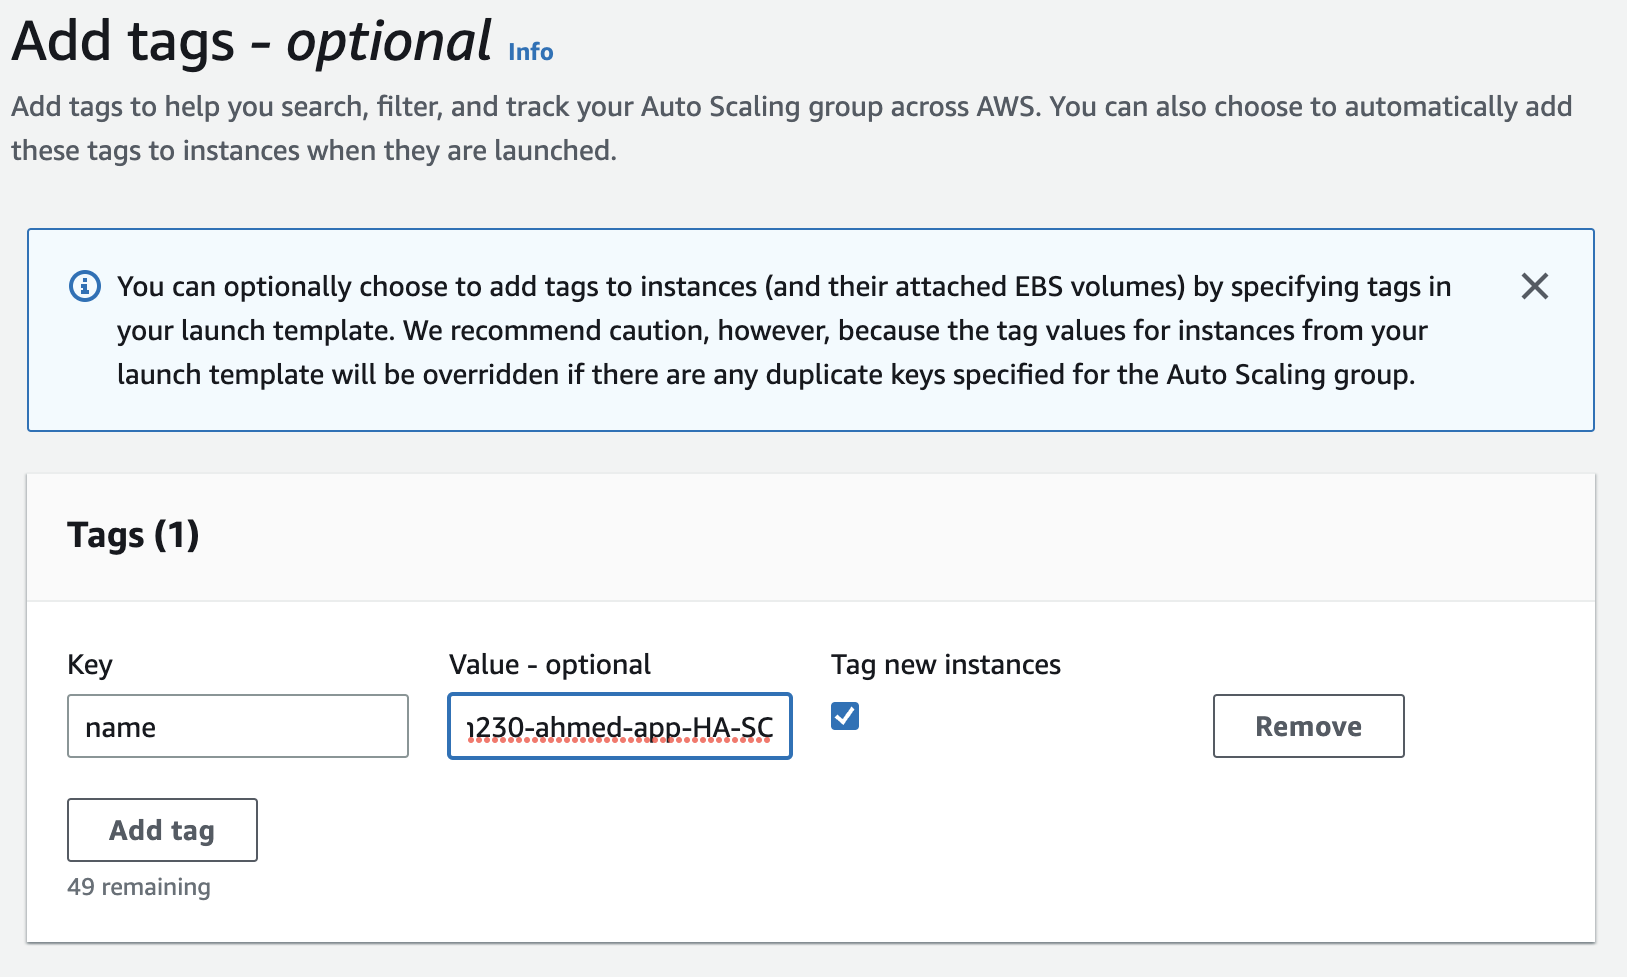 Add tags - optional Info
Add tags to help you search, filter, and track your Auto Scaling group across AWS. You can also choose to automatically add
these tags to instances when they are launched.
You can optionally choose to add tags to instances (and their attached EBS volumes) by specifying tags in
your launch template. We recommend caution, however, because the tag values for instances from your
launch template will be overridden if there are any duplicate keys specified for the Auto Scaling group.
Tags (1)
Key Value - optional Tag new instances
name 230-ahmed-app-HA-SC Remove
Add tag
49 remaining